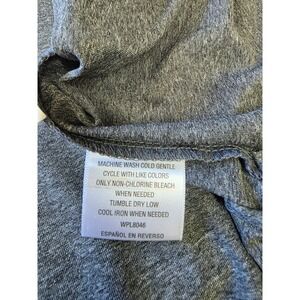 MACHINE WASH COLD GENTLE
CYCLE WITH LIKE COLORS
ONLY NON-CHLORINE BLEACH
WHEN NEEDED
TUMBLE DRY LOW
COOL IRON WHEN NEEDED
WPL8046
ESPAÑOL EN REVERSO